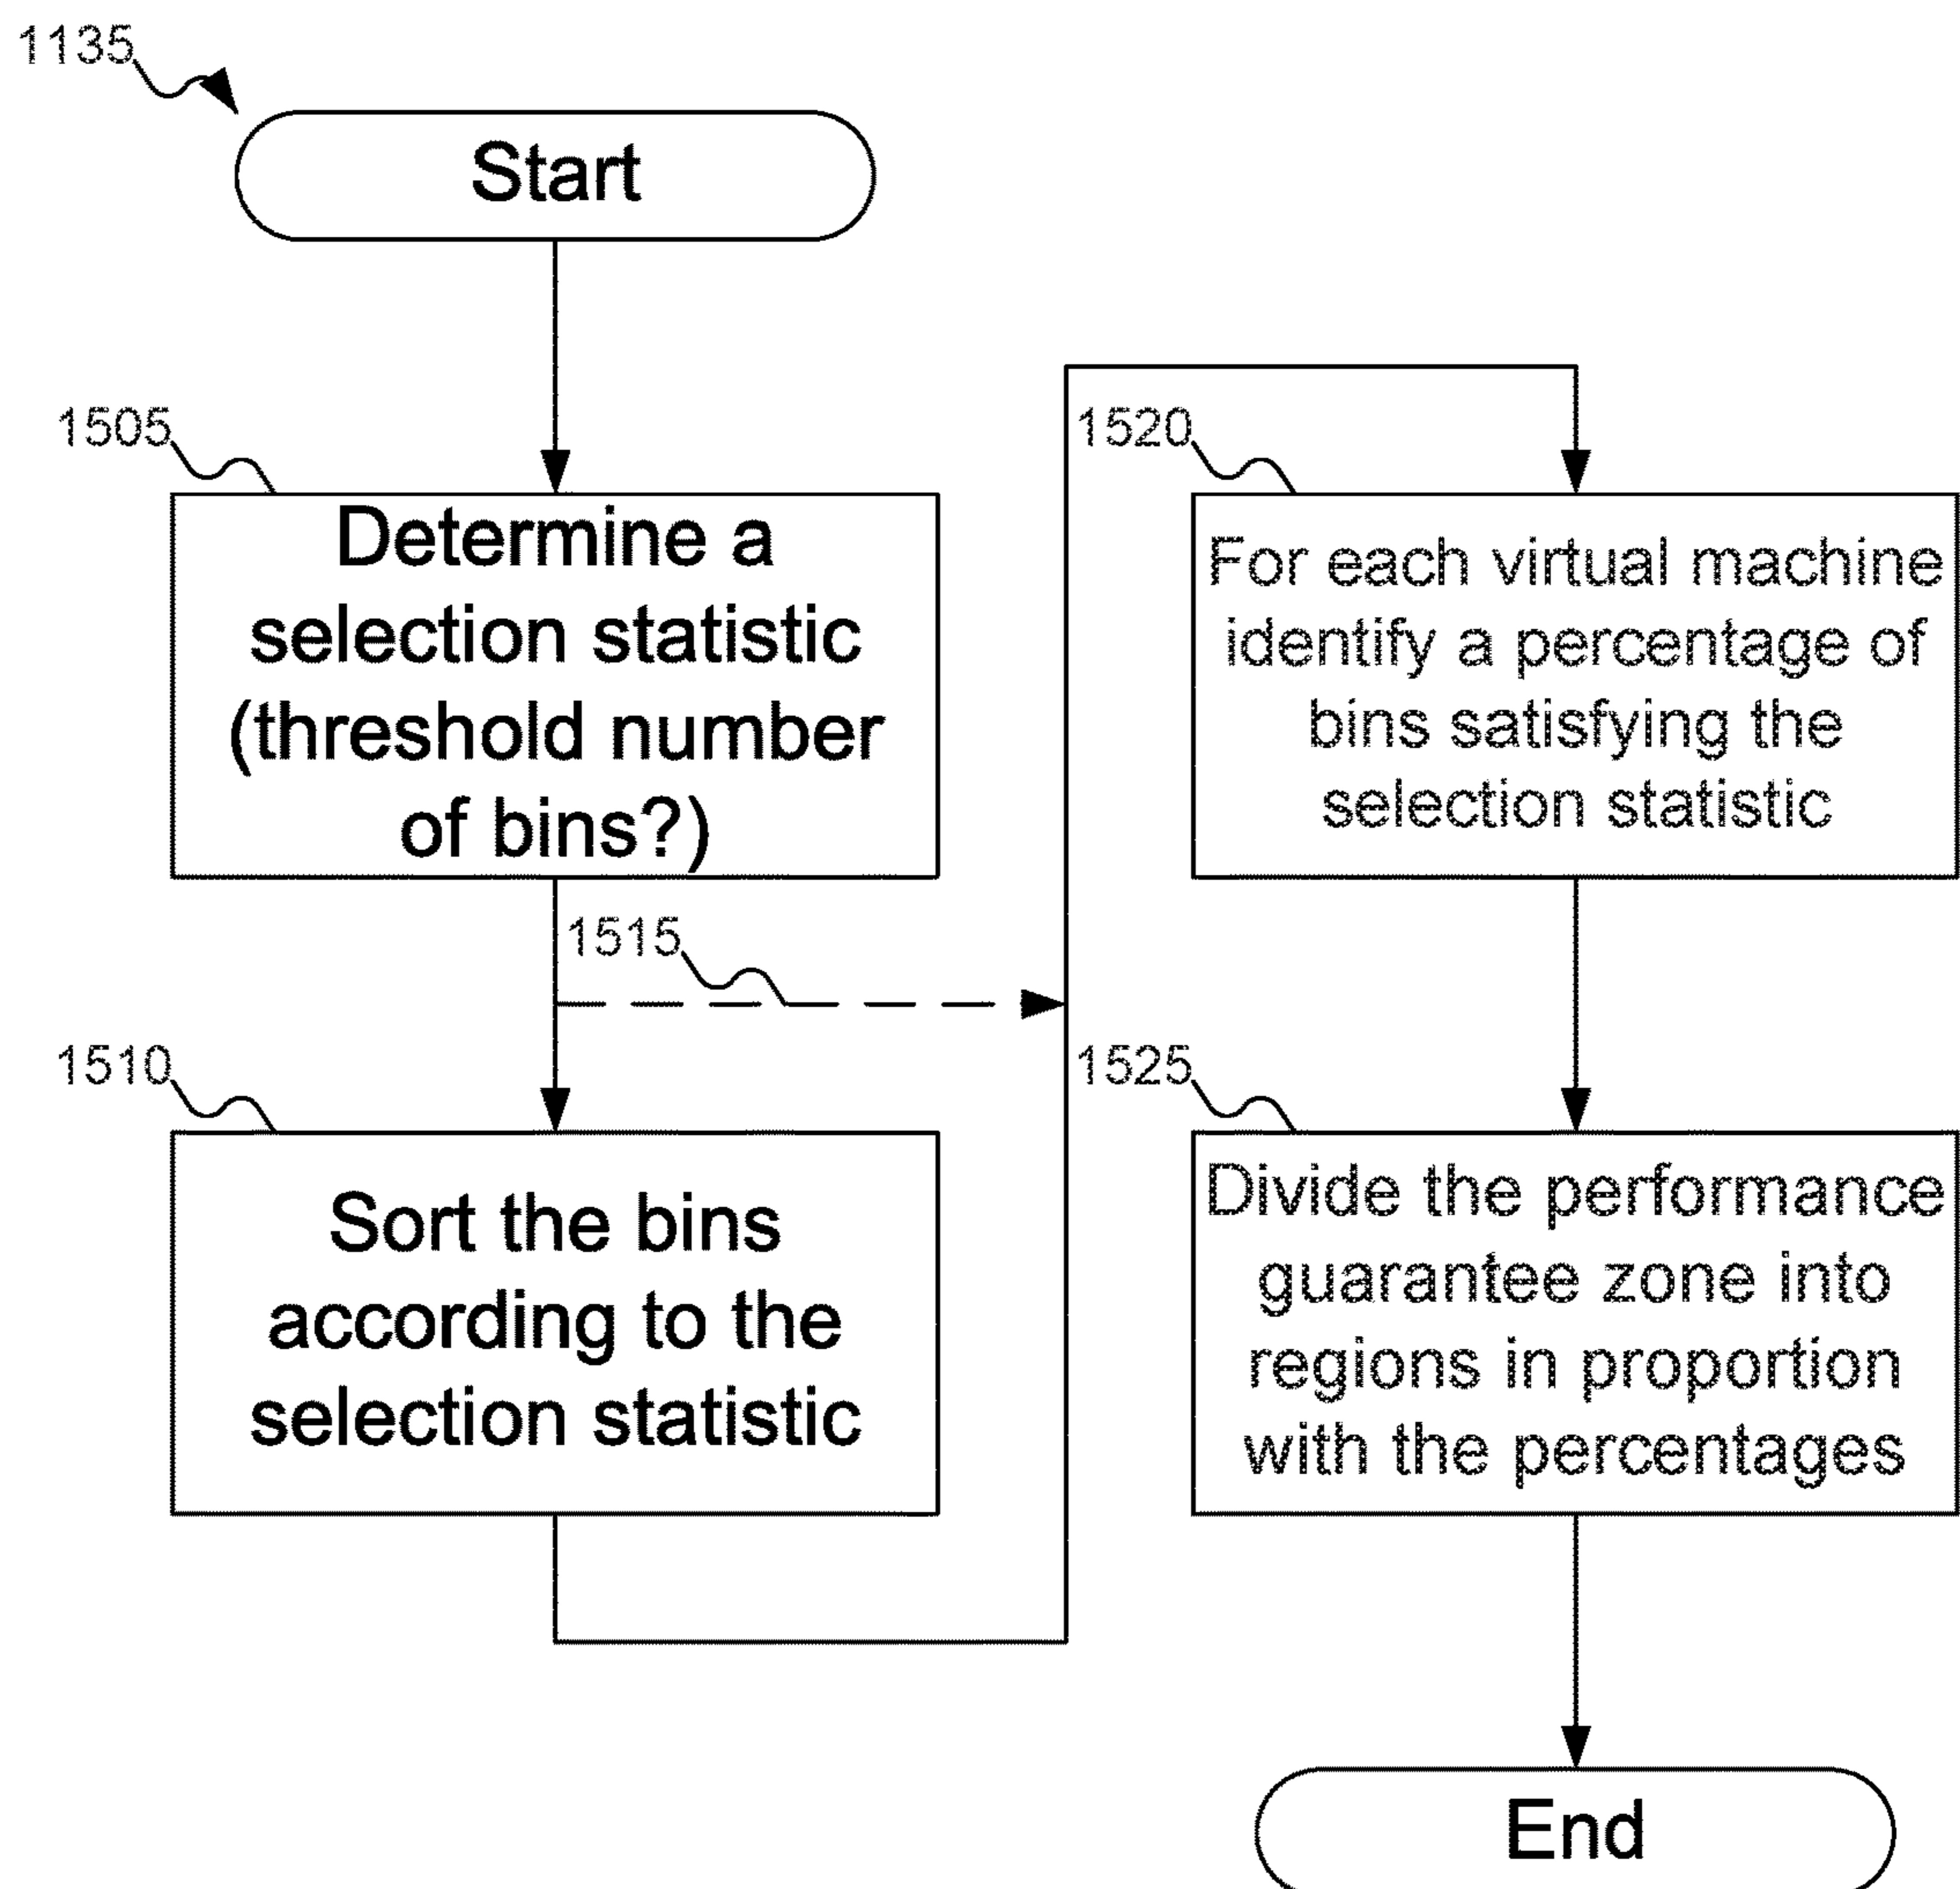 1135
Start
1505
Determine a
selection statistic
(threshold number
of bins?)
1515
1510
Sort the bins
according to the
selection statistic
1520
For each virtual machine
identify a percentage of
bins satisfying the
selection statistic
1525
Divide the performance
guarantee zone into
regions in proportion
with the percentages
End